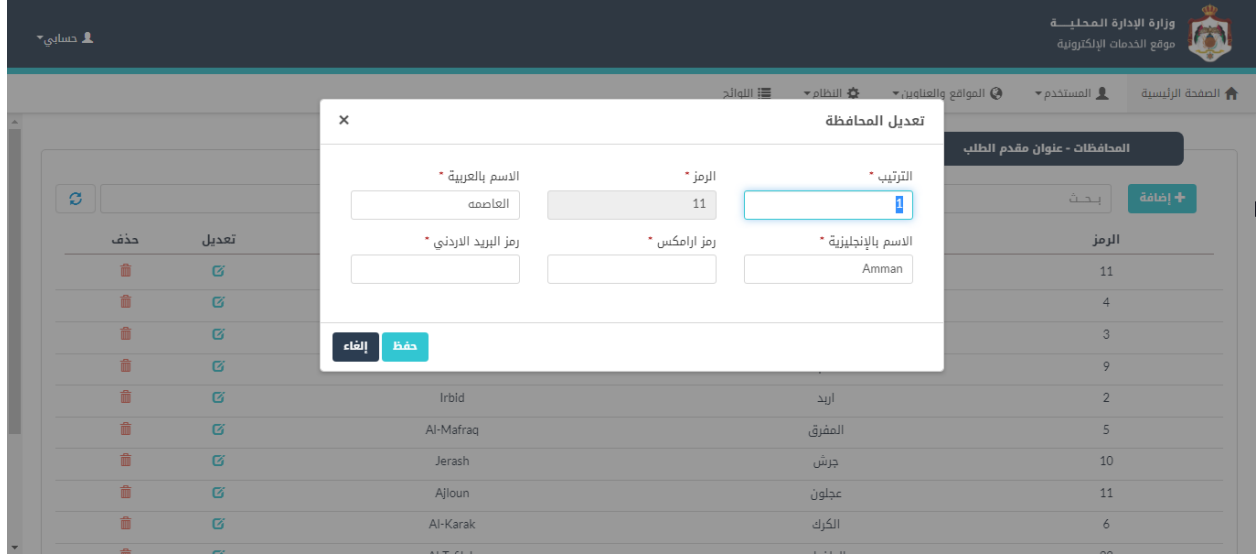 وزارة الإدارة المحليـــة
موقع الخدمات الإلكترونية
حسابي
الصفحة الرئيسية
المستخدم
المواقع والعناوين
النظام
اللوائح
تعديل المحافظة
×
المحافظات - عنوان مقدم الطلب
الترتيب *
الرمز *
الاسم بالعربية *
1
11
العاصمه
الاسم بالإنجليزية *
رمز ارامكس *
رمز البريد الاردني *
Amman
حفظ
إلغاء
+ إضافة
بــحــث
الرمز
تعديل
حذف
11
4
3
9
2 اربد Irbid
5 المفرق Al-Mafraq
10 جرش Jerash
11 عجلون Ajloun
6 الكرك Al-Karak